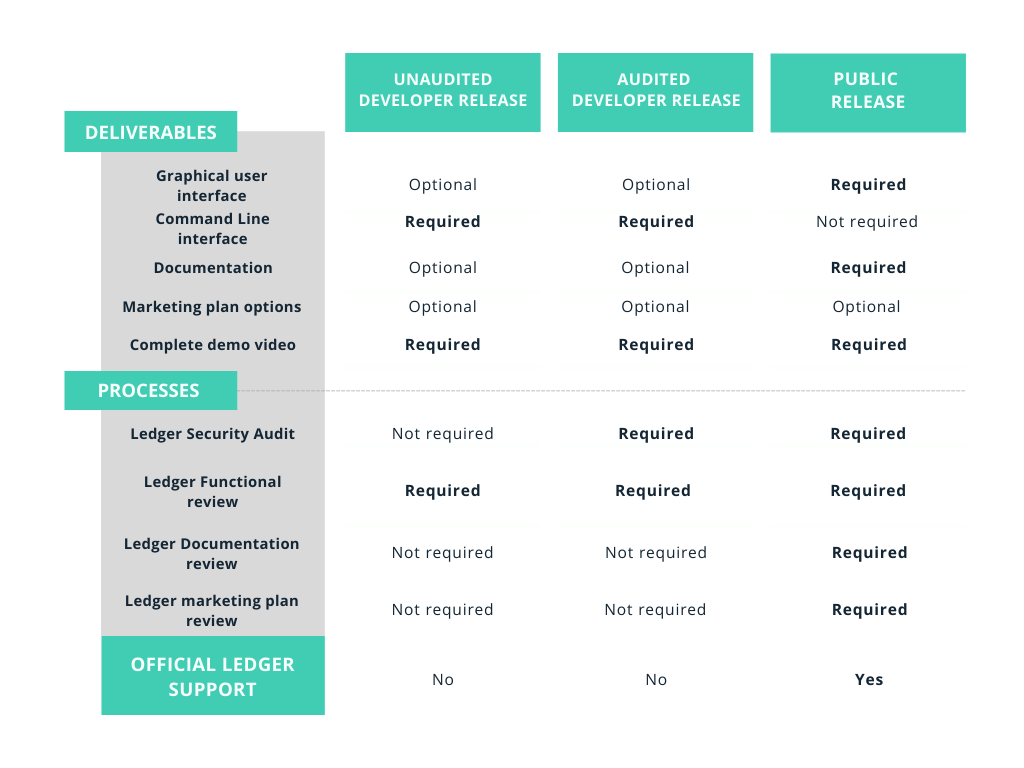 UNAUDITED
DEVELOPER RELEASE
AUDITED
DEVELOPER RELEASE
PUBLIC
RELEASE
DELIVERABLES
Graphical user
interface
Optional
Optional
Required
Command Line
interface
Required
Required
Not required
Documentation
Optional
Optional
Required
Marketing plan options
Optional
Optional
Optional
Complete demo video
Required
Required
Required
PROCESSES
Ledger Security Audit
Not required
Required
Required
Ledger Functional
review
Required
Required
Required
Ledger Documentation
review
Not required
Not required
Required
Ledger marketing plan
review
Not required
Not required
Required
OFFICIAL LEDGER
SUPPORT
No
No
Yes